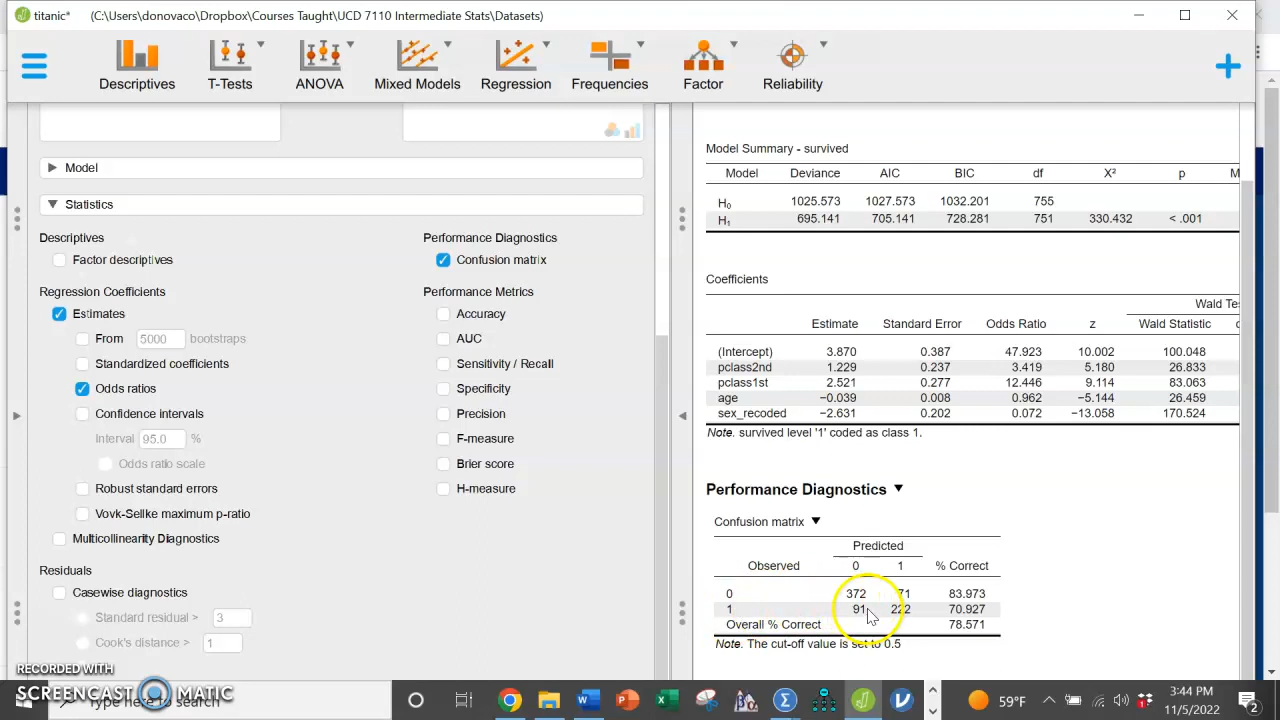 titanic* (C:\Users\donovaco\Dropbox\Courses Taught\UCD 7110 Intermediate Stats\Datasets)
Descriptives T-Tests ANOVA Mixed Models Regression Frequencies Factor Reliability
Model
Statistics
Descriptives
Factor descriptives
Regression Coefficients
Estimates
From 5000 bootstraps
Standardized coefficients
Odds ratios
Confidence intervals
Interval 95.0 %
Odds ratio scale
Robust standard errors
Vovk-Sellke maximum p-ratio
Multicollinearity Diagnostics
Residuals
Casewise diagnostics
Standard residual > 3
Cook's distance > 1
Performance Diagnostics
Confusion matrix
Performance Metrics
Accuracy
AUC
Sensitivity / Recall
Specificity
Precision
F-measure
Brier score
H-measure
Model Summary - survived
Model Deviance AIC BIC df X² p M
H₀ 1025.573 1027.573 1032.201 755
H₁ 695.141 705.141 728.281 751 330.432 < .001
Coefficients
Wald Te
Estimate Standard Error Odds Ratio z Wald Statistic
(Intercept) 3.870 0.387 47.923 10.002 100.048
pclass2nd 1.229 0.237 3.419 5.180 26.833
pclass1st 2.521 0.277 12.446 9.114 83.063
age −0.039 0.008 0.962 −5.144 26.459
sex_recoded −2.631 0.202 0.072 −13.058 170.524
Note. survived level '1' coded as class 1.
Performance Diagnostics
Confusion matrix
Predicted
Observed 0 1 % Correct
0 372 71 83.973
1 91 222 70.927
Overall % Correct 78.571
Note. The cut-off value is set to 0.5
RECORDED WITH
SCREENCAST MATIC
Type here to search
59°F
3:44 PM
11/5/2022
2